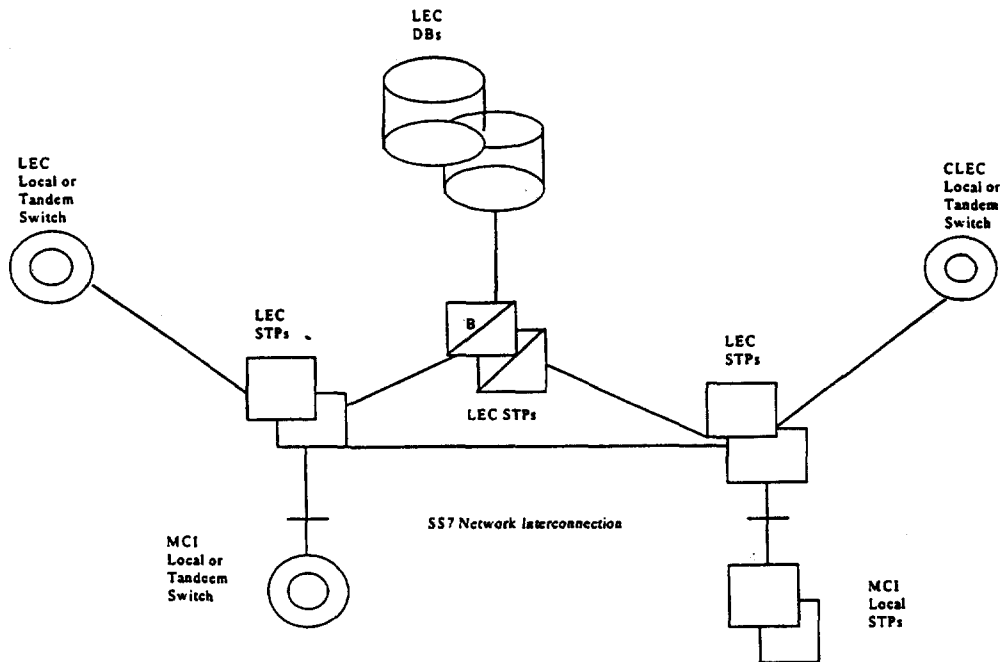 LEC
DBs
LEC
Local or
Tandem
Switch
CLEC
Local or
Tandem
Switch
LEC
STPs
B
LEC STPs
LEC
STPs
SS7 Network Interconnection
MCI
Local or
Tandeem
Switch
MCI
Local
STPs